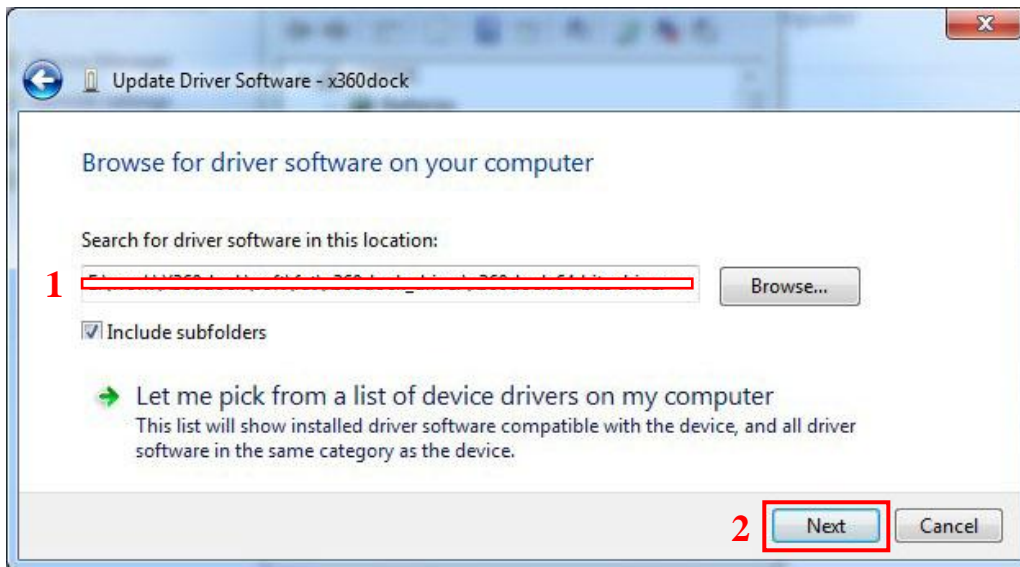 Update Driver Software - x360dock
Browse for driver software on your computer
Search for driver software in this location:
1
Browse...
Include subfolders
Let me pick from a list of device drivers on my computer
This list will show installed driver software compatible with the device, and all driver
software in the same category as the device.
2 Next Cancel